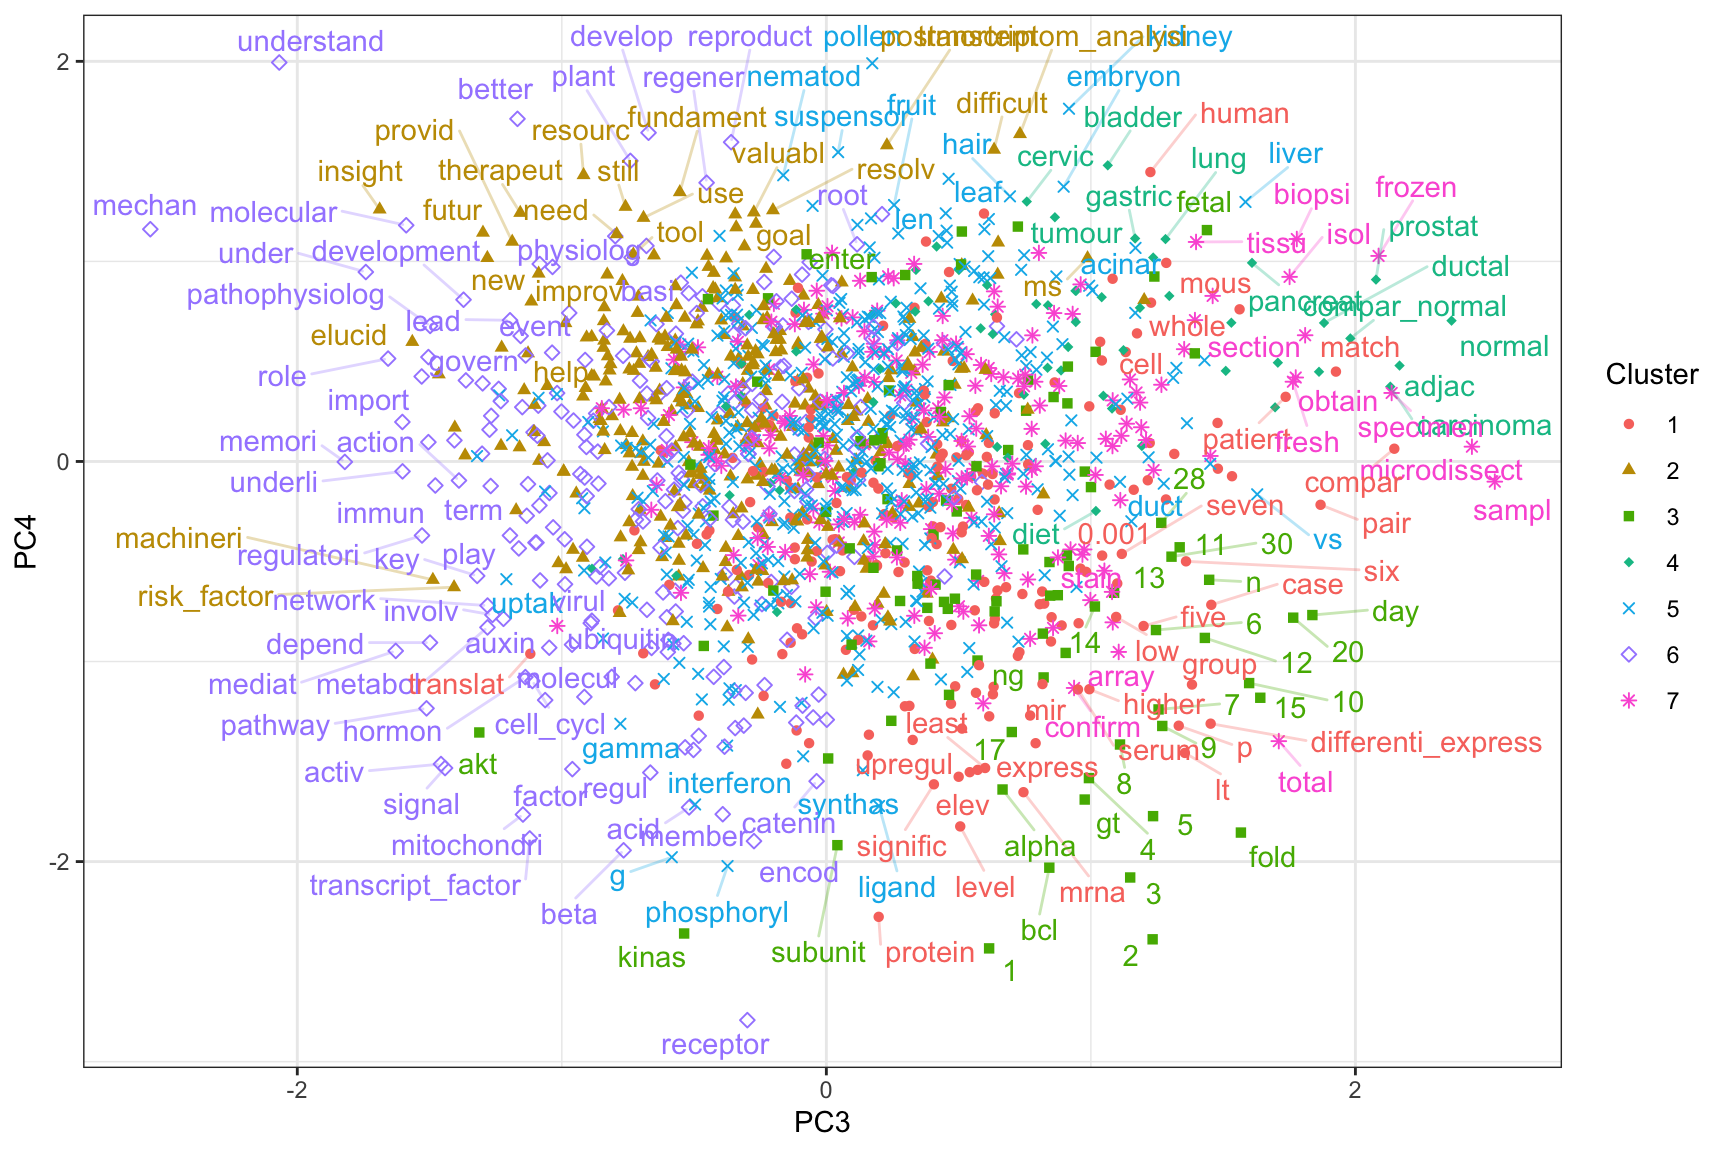 understand
develop
reproduct
pollen
postmortem
transcriptom_analysi
kidney
2
better
plant
regener
nematod
embryon
provid
resourc
fundament
suspensor
fruit
difficult
bladder
human
insight
therapeut
still
valuabl
resolv
hair
cervic
lung
liver
mechan
molecular
futur
need
use
root
leaf
gastric
fetal
biopsi
frozen
under
development
physiolog
tool
goal
len
tumour
tissu
isol
prostat
pathophysiolog
new
improv
basi
enter
ms
acinar
mous
pancreat
ductal
elucid
lead
event
whole
compar_normal
role
govern
help
cell
section
match
normal
import
obtain
adjac
memori
action
patient
fresh
specimen
carcinoma
0
underli
28
compar
microdissect
immun
term
duct
seven
pair
sampl
machineri
regulatori
key
play
diet
0.001
11
30
vs
risk_factor
network
involv
uptak
virul
stain
13
n
case
six
depend
auxin
ubiquitin
14
five
6
day
mediat
metabol
translat
molecul
ng
low
group
12
20
pathway
hormon
cell_cycl
array
mir
higher
7
15
10
activ
akt
gamma
least
17
confirm
serum
9
p
differenti_express
signal
factor
regul
interferon
upregul
express
8
lt
total
mitochondri
acid
member
catenin
synthas
elev
gt
5
transcript_factor
encod
signific
alpha
4
fold
-2
beta
g
phosphoryl
ligand
level
mrna
3
kinas
subunit
protein
bcl
1
2
receptor
-2
0
2
PC3
PC4
Cluster
1
2
3
4
5
6
7